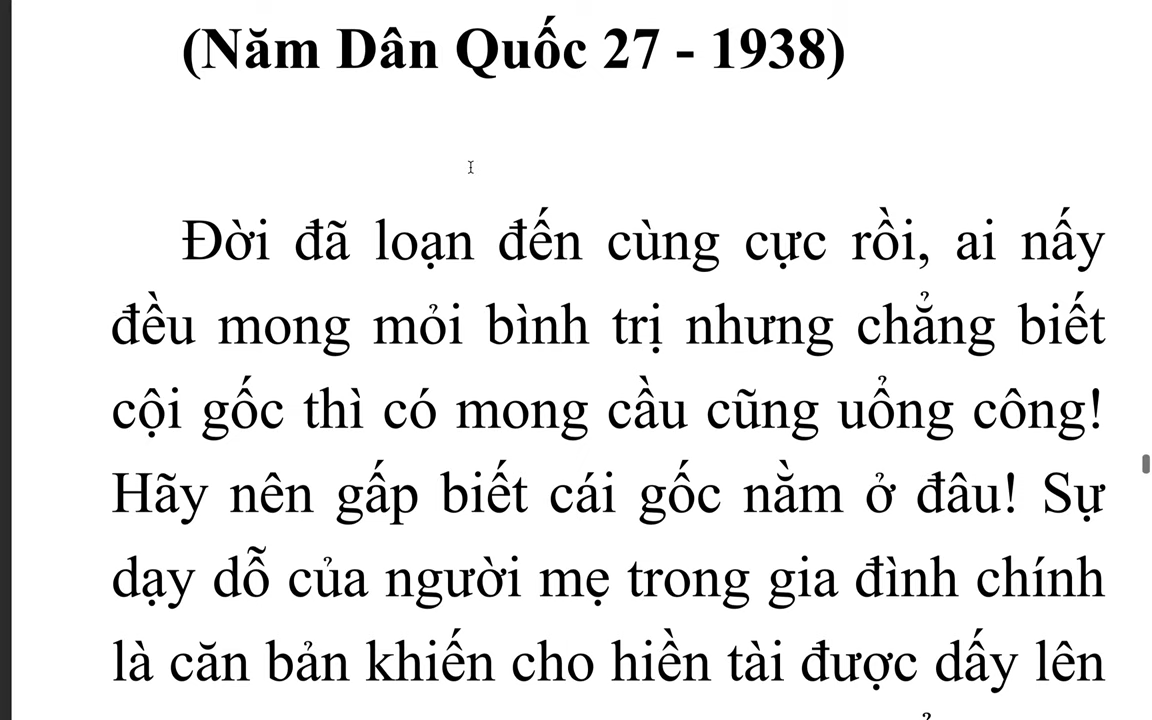 (Năm Dân Quốc 27 - 1938)
Đời đã loạn đến cùng cực rồi, ai nấy
đều mong mỏi bình trị nhưng chẳng biết
cội gốc thì có mong cầu cũng uổng công!
Hãy nên gấp biết cái gốc nằm ở đâu! Sự
dạy dỗ của người mẹ trong gia đình chính
là căn bản khiến cho hiền tài được dấy lên